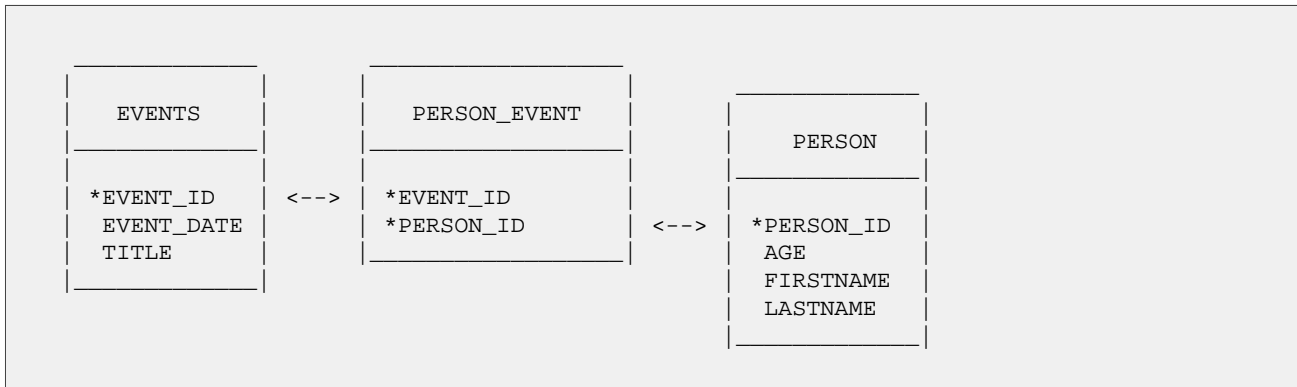 EVENTS
PERSON_EVENT
PERSON
*EVENT_ID
EVENT_DATE
TITLE
<-->
*EVENT_ID
*PERSON_ID
<-->
*PERSON_ID
AGE
FIRSTNAME
LASTNAME